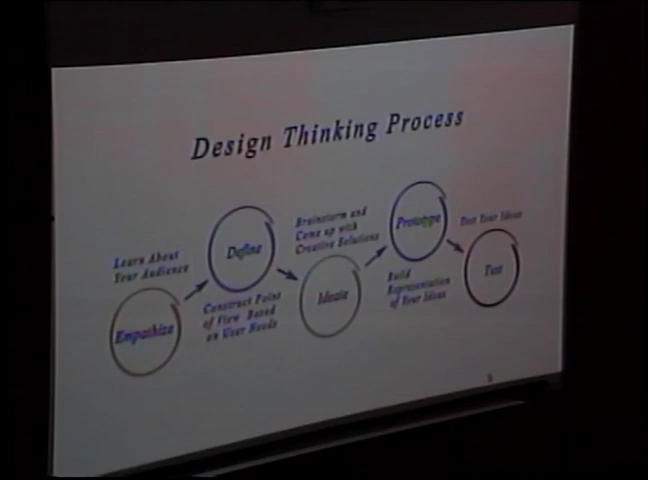 Design Thinking Process
Learn About
Your Audience
Empathize
Define
Construct Point
of View Based
on User Needs
Brainstorm and
Come up with
Creative Solutions
Ideate
Prototype
Build
Representation
of Your Ideas
Test Your Ideas
Test